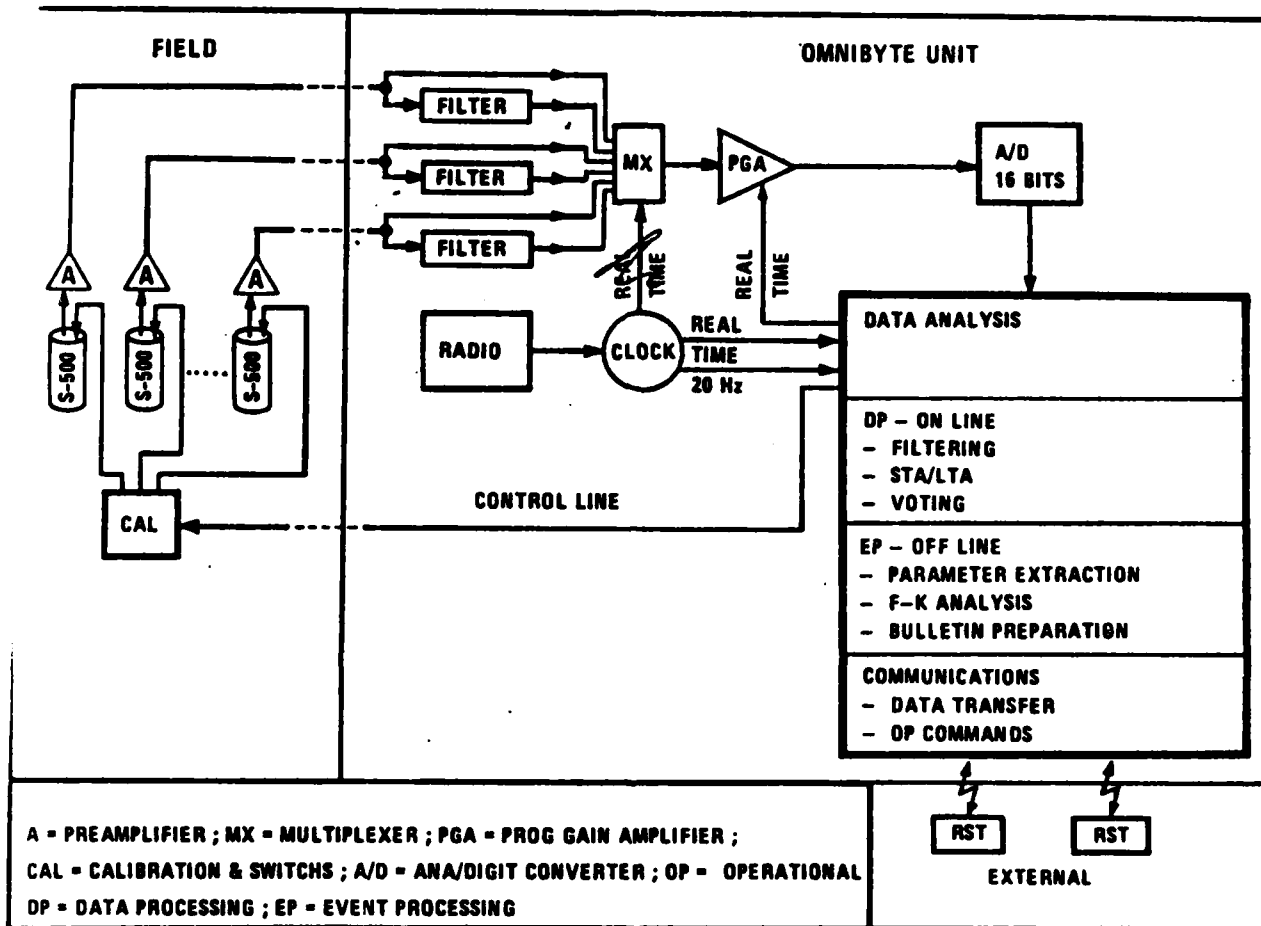 FIELD
OMNIBYTE UNIT
FILTER
FILTER
FILTER
MX
PGA
A/D
16 BITS
A
A
A
S-500
S-500
S-500
REAL
TIME
REAL
TIME
RADIO
CLOCK
REAL
TIME
20 Hz
CAL
CONTROL LINE
DATA ANALYSIS
DP – ON LINE
– FILTERING
– STA/LTA
– VOTING
EP – OFF LINE
– PARAMETER EXTRACTION
– F–K ANALYSIS
– BULLETIN PREPARATION
COMMUNICATIONS
– DATA TRANSFER
– OP COMMANDS
RST
RST
EXTERNAL
A = PREAMPLIFIER ; MX = MULTIPLEXER ; PGA = PROG GAIN AMPLIFIER ;
CAL = CALIBRATION & SWITCHS ; A/D = ANA/DIGIT CONVERTER ; OP = OPERATIONAL
DP = DATA PROCESSING ; EP = EVENT PROCESSING